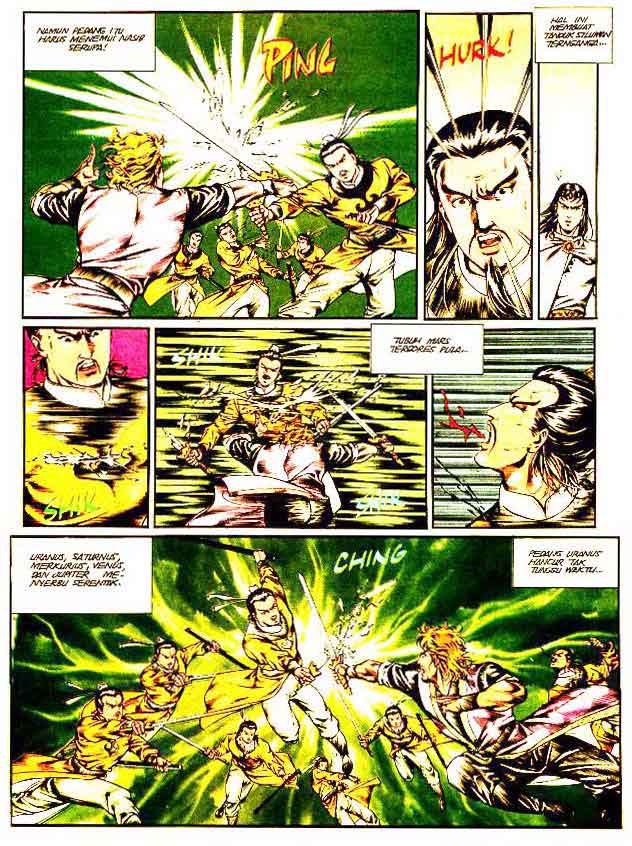 NAMUN PEDANG ITU
HARUS MENEMUI NASIB
SERUPA!
PING
HURK!
HAL INI
MEMBUAT
TANDUK SILUMAN
TERNGANGA...
SHIK
SHIK
SHIK
TUBUH MARS
TERGORES PULA...
URANUS, SATURNUS,
MERKURIUS, VENUS,
DAN JUPITER ME-
NYERBU SERENTAK.
CHING
PEDANG URANUS
HANCUR TAK
TUNGGU WAKTU...